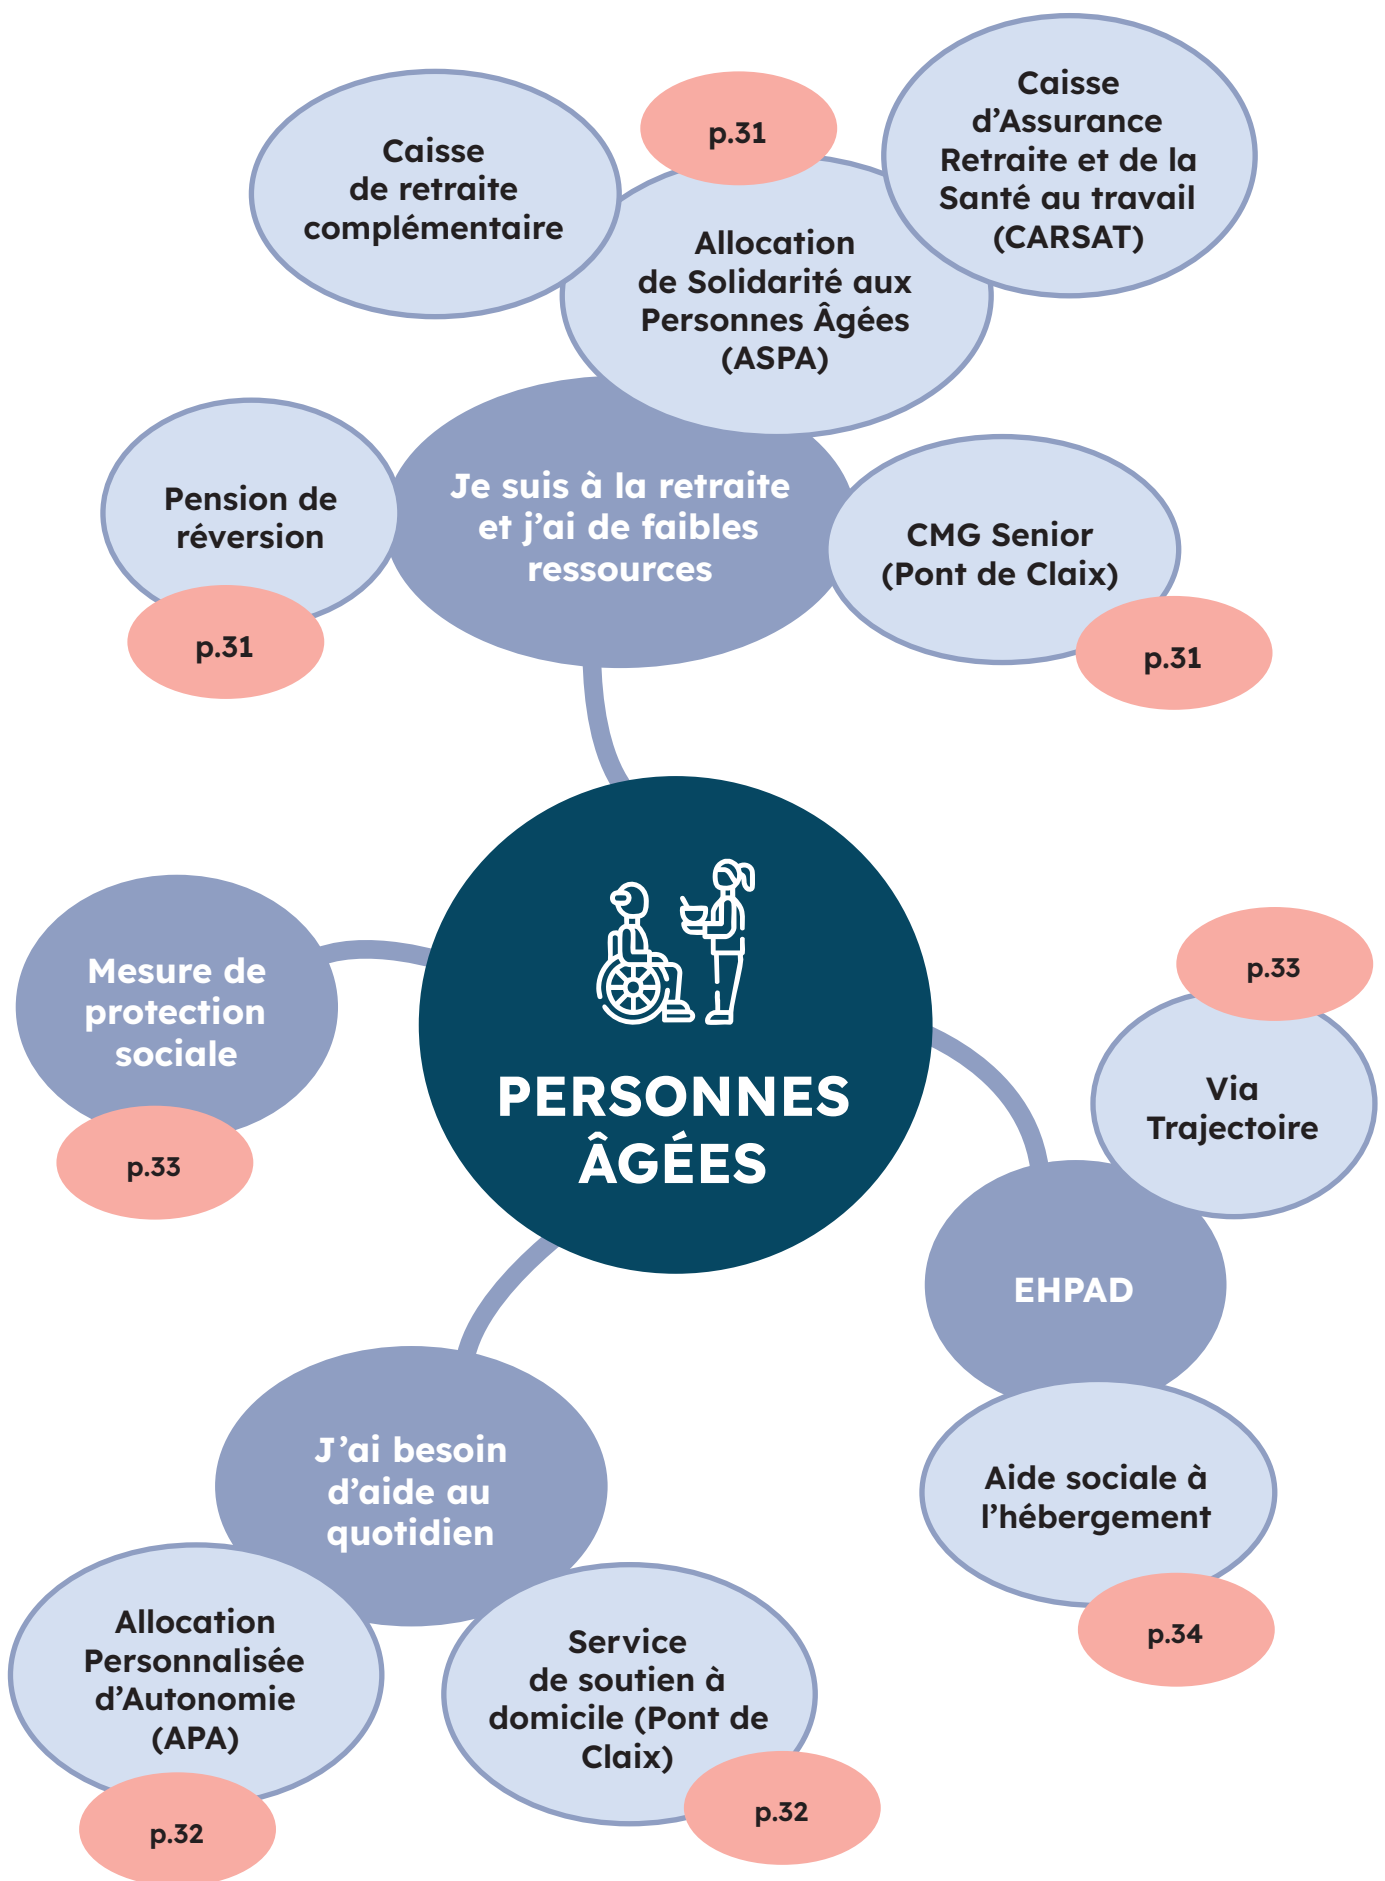 Caisse
de retraite
complémentaire
p.31
Caisse
d’Assurance
Retraite et de la
Santé au travail
(CARSAT)
Allocation
de Solidarité aux
Personnes Âgées
(ASPA)
Pension de
réversion
p.31
Je suis à la retraite
et j’ai de faibles
ressources
CMG Senior
(Pont de Claix)
p.31
Mesure de
protection
sociale
p.33
PERSONNES
ÂGÉES
p.33
Via
Trajectoire
EHPAD
Aide sociale à
l’hébergement
p.34
J’ai besoin
d’aide au
quotidien
Allocation
Personnalisée
d’Autonomie
(APA)
p.32
Service
de soutien à
domicile (Pont de
Claix)
p.32